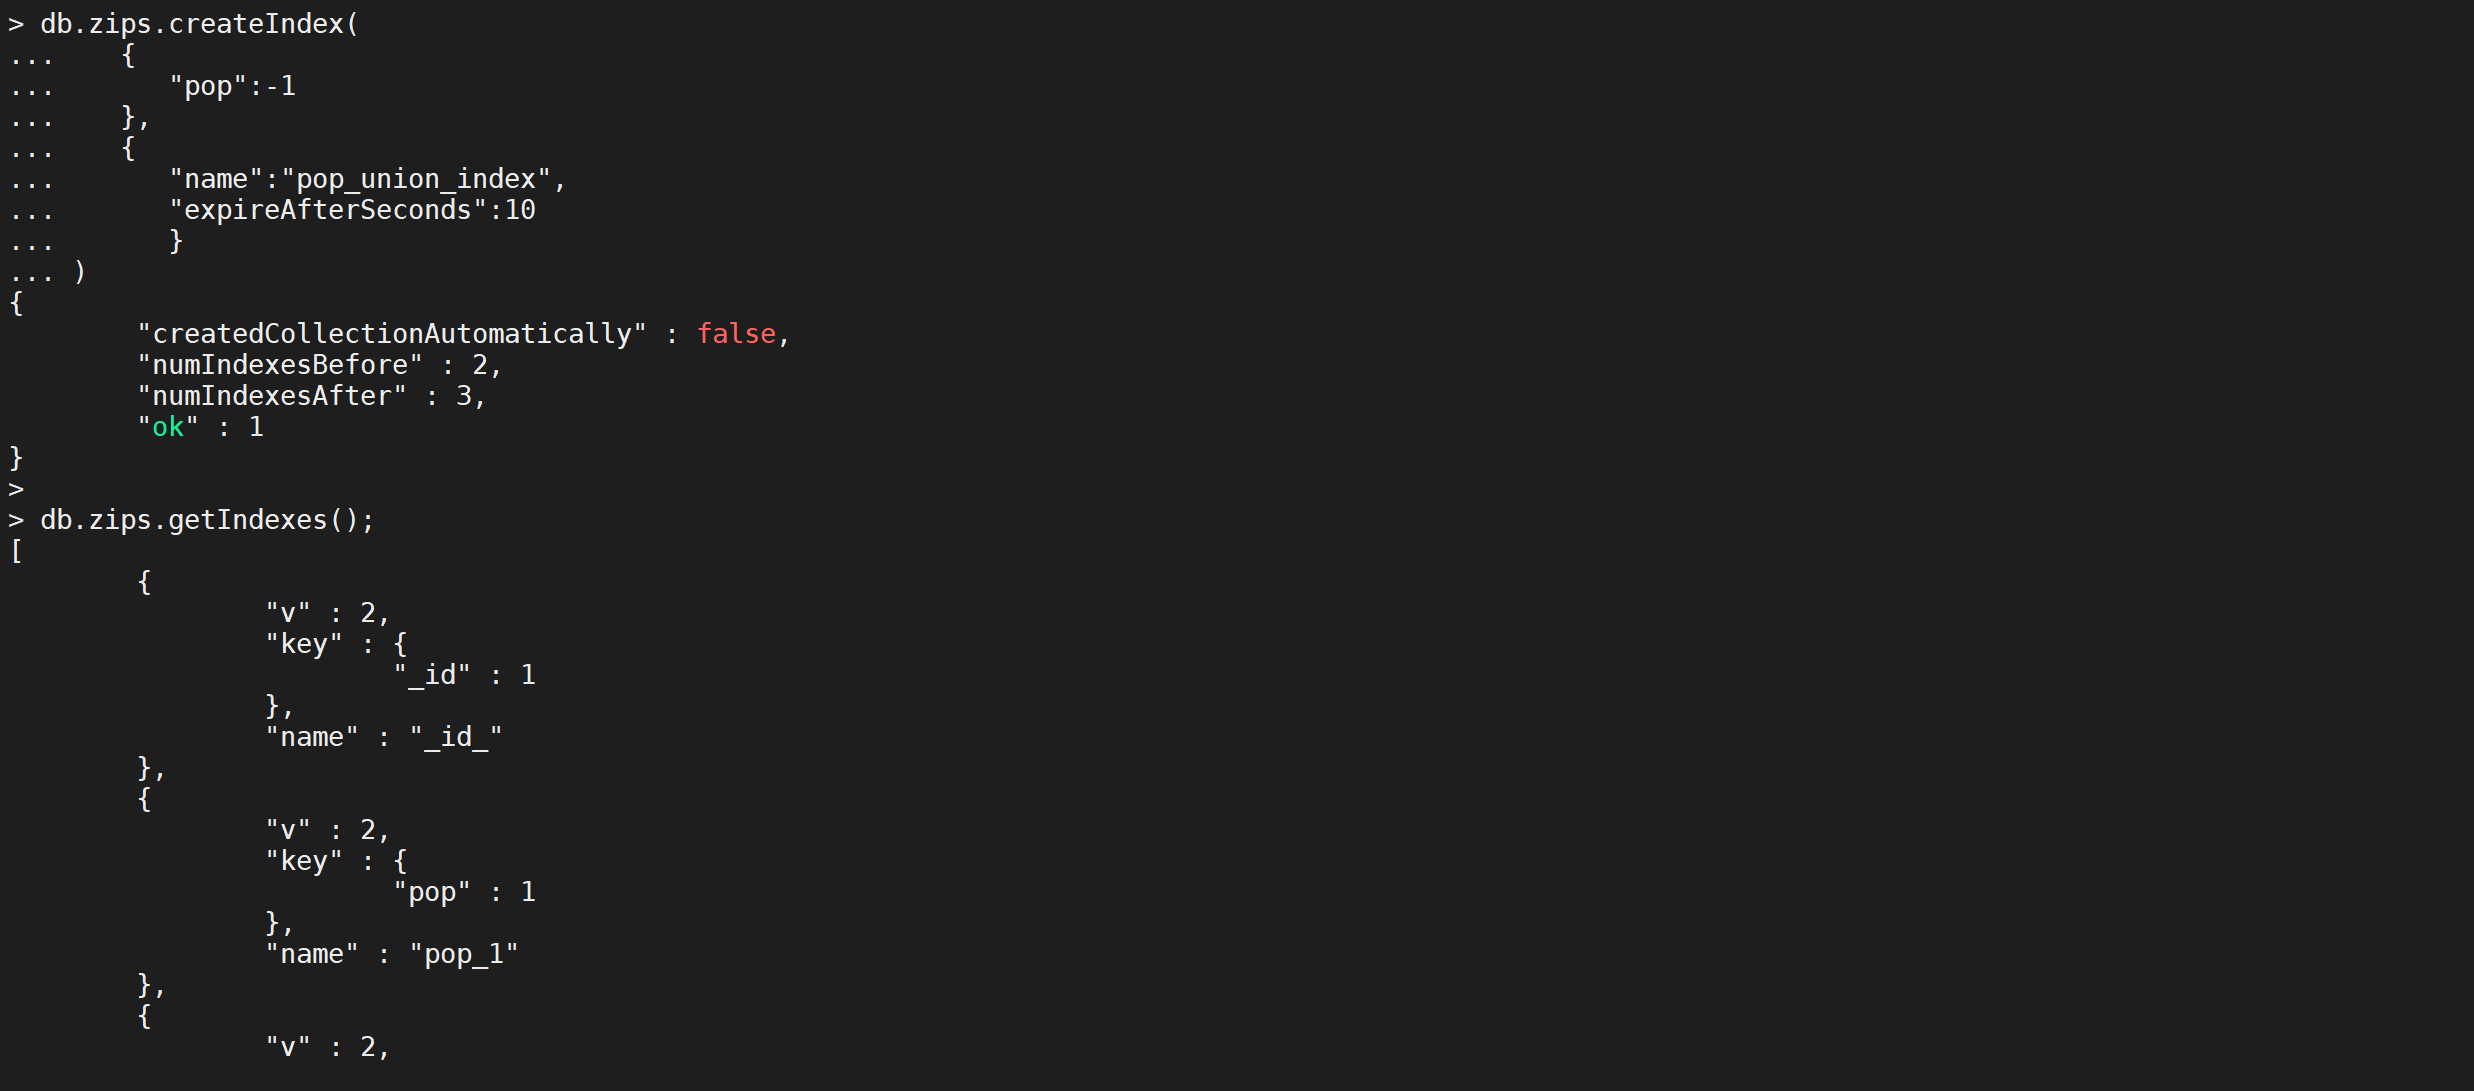 > db.zips.createIndex(
...    {
...       "pop":-1
...    },
...    {
...       "name":"pop_union_index",
...       "expireAfterSeconds":10
...       }
... )
{
        "createdCollectionAutomatically" : false,
        "numIndexesBefore" : 2,
        "numIndexesAfter" : 3,
        "ok" : 1
}
>
> db.zips.getIndexes();
[
        {
                "v" : 2,
                "key" : {
                        "_id" : 1
                },
                "name" : "_id_"
        },
        {
                "v" : 2,
                "key" : {
                        "pop" : 1
                },
                "name" : "pop_1"
        },
        {
                "v" : 2,